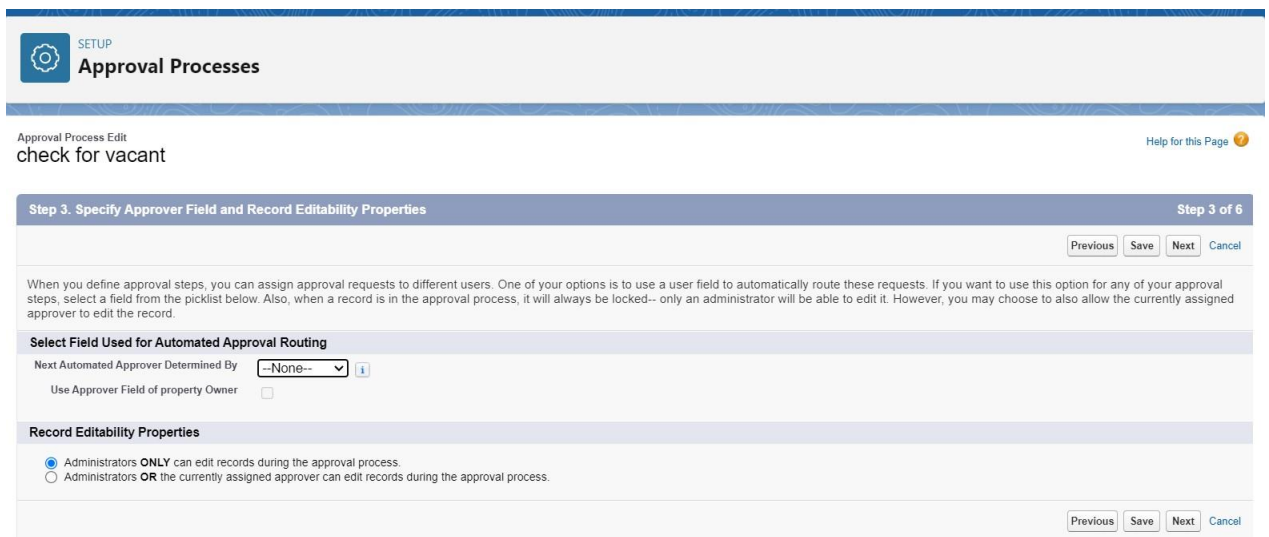 SETUP
Approval Processes
Approval Process Edit
check for vacant
Help for this Page
Step 3. Specify Approver Field and Record Editability Properties
Step 3 of 6
Previous Save Next Cancel
When you define approval steps, you can assign approval requests to different users. One of your options is to use a user field to automatically route these requests. If you want to use this option for any of your approval
steps, select a field from the picklist below. Also, when a record is in the approval process, it will always be locked-- only an administrator will be able to edit it. However, you may choose to also allow the currently assigned
approver to edit the record.
Select Field Used for Automated Approval Routing
Next Automated Approver Determined By --None-- i
Use Approver Field of property Owner
Record Editability Properties
Administrators ONLY can edit records during the approval process.
Administrators OR the currently assigned approver can edit records during the approval process.
Previous Save Next Cancel